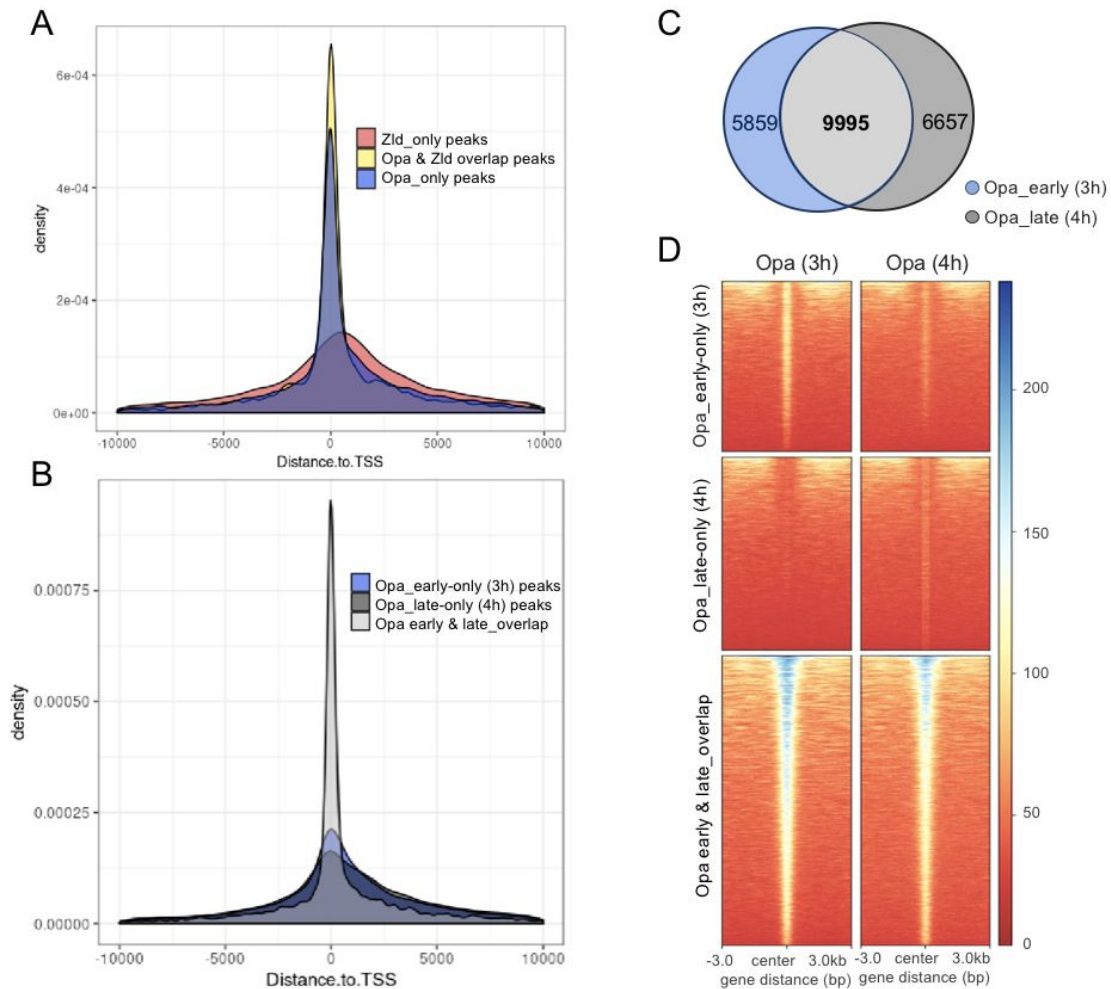 A
6e-04
4e-04
2e-04
0e+00
density
-10000
-5000
0
5000
10000
Distance.to.TSS
Zld_only peaks
Opa & Zld overlap peaks
Opa_only peaks
B
0.00075
0.00050
0.00025
0.00000
density
-10000
-5000
0
5000
10000
Distance.to.TSS
Opa_early-only (3h) peaks
Opa_late-only (4h) peaks
Opa early & late_overlap
C
5859
9995
6657
Opa_early (3h)
Opa_late (4h)
D
Opa (3h)
Opa (4h)
Opa_early-only (3h)
Opa_late-only (4h)
Opa early & late_overlap
200
150
100
50
0
-3.0 center 3.0kb
gene distance (bp)
-3.0 center 3.0kb
gene distance (bp)